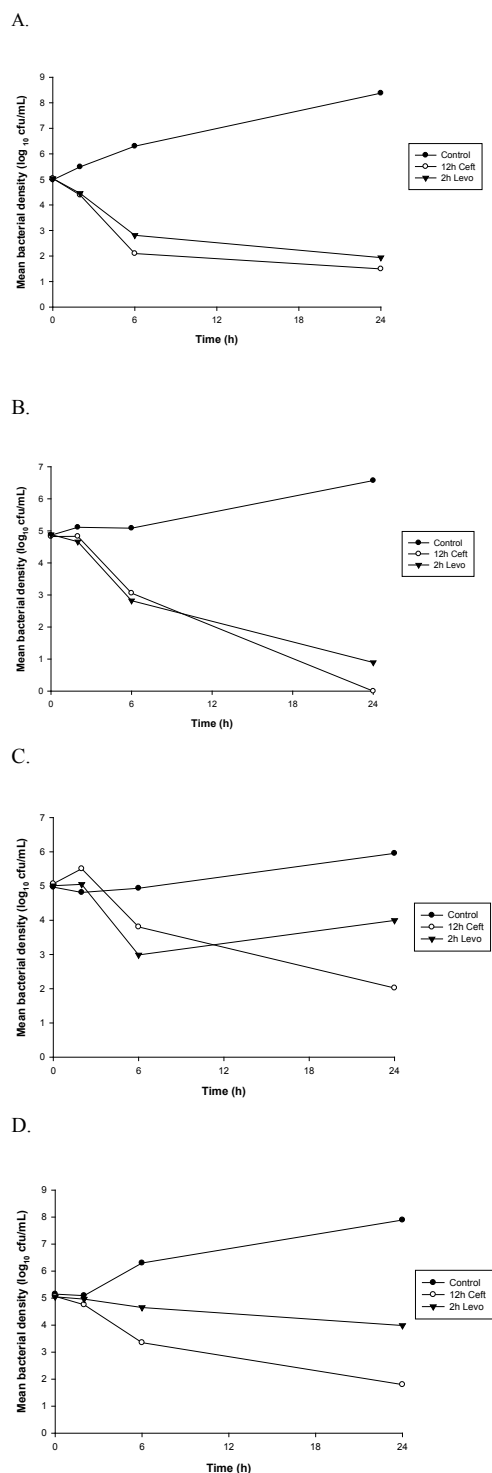 A.
Mean bacterial density (log 10 cfu/mL)
9
8
7
6
5
4
3
2
1
0
0 6 12 18 24
Time (h)
Control
12h Ceft
2h Levo
B.
Mean bacterial density (log10 cfu/mL)
7
6
5
4
3
2
1
0
0 6 12 18 24
Time (h)
Control
12h Ceft
2h Levo
C.
Mean bacterial density (log10 cfu/mL)
7
6
5
4
3
2
1
0
0 6 12 18 24
Time (h)
Control
12h Ceft
2h Levo
D.
Mean bacterial density (log10 cfu/mL)
9
8
7
6
5
4
3
2
1
0
0 6 12 18 24
Time (h)
Control
12h Ceft
2h Levo